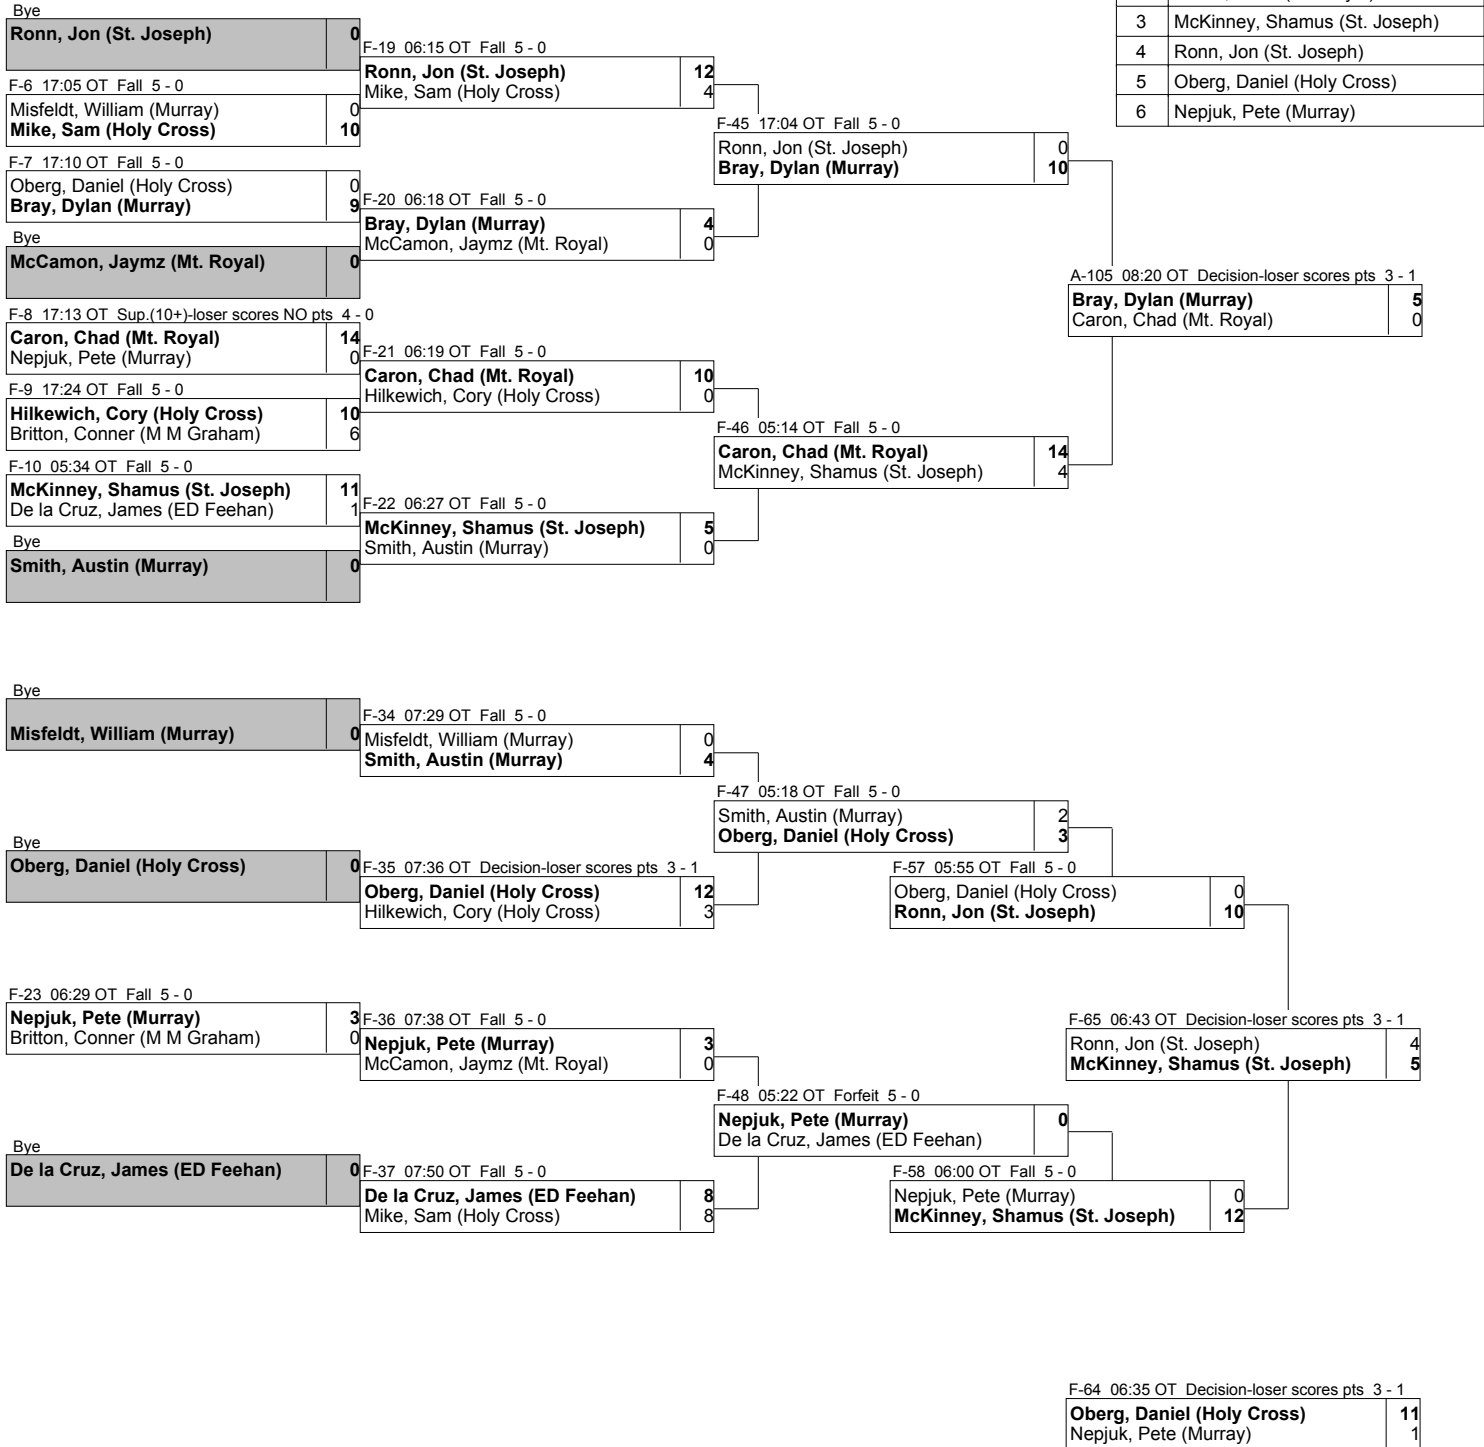 Bye
Ronn, Jon (St. Joseph) 0
F-6 17:05 OT Fall 5 - 0
Misfeldt, William (Murray) 0
Mike, Sam (Holy Cross) 10
F-7 17:10 OT Fall 5 - 0
Oberg, Daniel (Holy Cross) 0
Bray, Dylan (Murray) 9
Bye
McCamon, Jaymz (Mt. Royal) 0
F-8 17:13 OT Sup.(10+)-loser scores NO pts 4 - 0
Caron, Chad (Mt. Royal) 14
Nepjuk, Pete (Murray) 0
F-9 17:24 OT Fall 5 - 0
Hilkewich, Cory (Holy Cross) 10
Britton, Conner (M M Graham) 6
F-10 05:34 OT Fall 5 - 0
McKinney, Shamus (St. Joseph) 11
De la Cruz, James (ED Feehan) 1
Bye
Smith, Austin (Murray) 0
F-19 06:15 OT Fall 5 - 0
Ronn, Jon (St. Joseph) 12
Mike, Sam (Holy Cross) 4
F-20 06:18 OT Fall 5 - 0
Bray, Dylan (Murray) 4
McCamon, Jaymz (Mt. Royal) 0
F-21 06:19 OT Fall 5 - 0
Caron, Chad (Mt. Royal) 10
Hilkewich, Cory (Holy Cross) 0
F-22 06:27 OT Fall 5 - 0
McKinney, Shamus (St. Joseph) 5
Smith, Austin (Murray) 0
F-45 17:04 OT Fall 5 - 0
Ronn, Jon (St. Joseph) 0
Bray, Dylan (Murray) 10
F-46 05:14 OT Fall 5 - 0
Caron, Chad (Mt. Royal) 14
McKinney, Shamus (St. Joseph) 4
A-105 08:20 OT Decision-loser scores pts 3 - 1
Bray, Dylan (Murray) 5
Caron, Chad (Mt. Royal) 0
3 McKinney, Shamus (St. Joseph)
4 Ronn, Jon (St. Joseph)
5 Oberg, Daniel (Holy Cross)
6 Nepjuk, Pete (Murray)
Bye
Misfeldt, William (Murray) 0
Bye
Oberg, Daniel (Holy Cross) 0
F-23 06:29 OT Fall 5 - 0
Nepjuk, Pete (Murray) 3
Britton, Conner (M M Graham) 0
Bye
De la Cruz, James (ED Feehan) 0
F-34 07:29 OT Fall 5 - 0
Misfeldt, William (Murray) 0
Smith, Austin (Murray) 4
F-35 07:36 OT Decision-loser scores pts 3 - 1
Oberg, Daniel (Holy Cross) 12
Hilkewich, Cory (Holy Cross) 3
F-36 07:38 OT Fall 5 - 0
Nepjuk, Pete (Murray) 3
McCamon, Jaymz (Mt. Royal) 0
F-37 07:50 OT Fall 5 - 0
De la Cruz, James (ED Feehan) 8
Mike, Sam (Holy Cross) 8
F-47 05:18 OT Fall 5 - 0
Smith, Austin (Murray) 2
Oberg, Daniel (Holy Cross) 3
F-48 05:22 OT Forfeit 5 - 0
Nepjuk, Pete (Murray) 0
De la Cruz, James (ED Feehan)
F-57 05:55 OT Fall 5 - 0
Oberg, Daniel (Holy Cross) 0
Ronn, Jon (St. Joseph) 10
F-58 06:00 OT Fall 5 - 0
Nepjuk, Pete (Murray) 0
McKinney, Shamus (St. Joseph) 12
F-65 06:43 OT Decision-loser scores pts 3 - 1
Ronn, Jon (St. Joseph) 4
McKinney, Shamus (St. Joseph) 5
F-64 06:35 OT Decision-loser scores pts 3 - 1
Oberg, Daniel (Holy Cross) 11
Nepjuk, Pete (Murray) 1